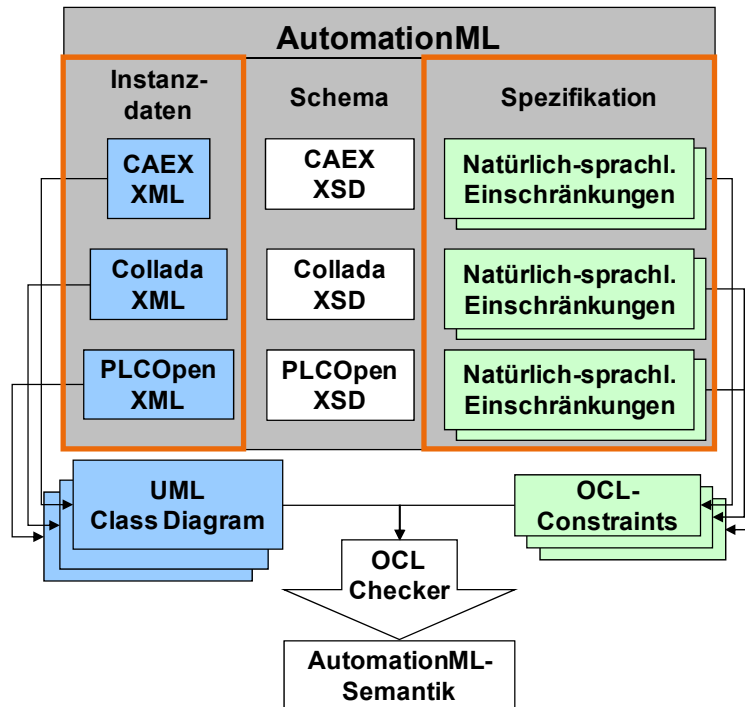 AutomationML
Instanz-
daten
Schema
Spezifikation
CAEX
XML
CAEX
XSD
Natürlich-sprachl.
Einschränkungen
Collada
XML
Collada
XSD
Natürlich-sprachl.
Einschränkungen
PLCOpen
XML
PLCOpen
XSD
Natürlich-sprachl.
Einschränkungen
UML
Class Diagram
OCL-
Constraints
OCL
Checker
AutomationML-
Semantik